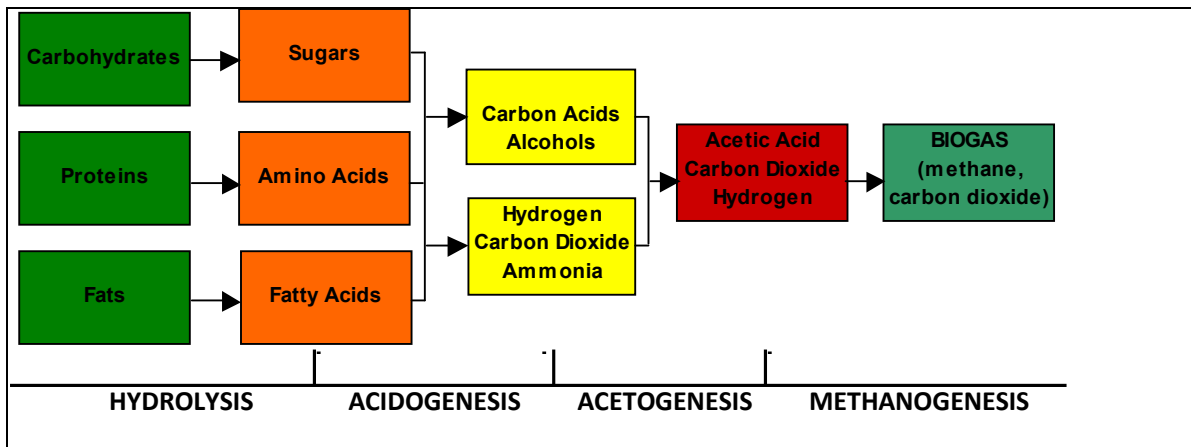 Carbohydrates
Sugars
Carbon Acids
Alcohols
Proteins
Amino Acids
Acetic Acid
Carbon Dioxide
Hydrogen
BIOGAS
(methane,
carbon dioxide)
Hydrogen
Carbon Dioxide
Ammonia
Fats
Fatty Acids
HYDROLYSIS
ACIDOGENESIS
ACETOGENESIS
METHANOGENESIS